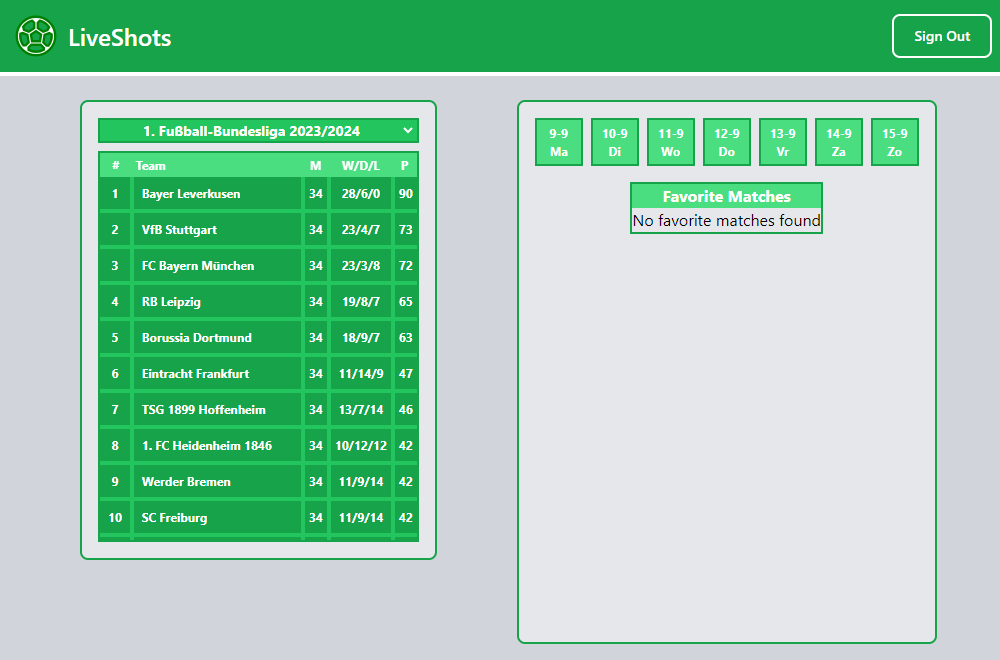 LiveShots
Sign Out
1. Fußball-Bundesliga 2023/2024
# Team M W/D/L P
1 Bayer Leverkusen 34 28/6/0 90
2 VfB Stuttgart 34 23/4/7 73
3 FC Bayern München 34 23/3/8 72
4 RB Leipzig 34 19/8/7 65
5 Borussia Dortmund 34 18/9/7 63
6 Eintracht Frankfurt 34 11/14/9 47
7 TSG 1899 Hoffenheim 34 13/7/14 46
8 1. FC Heidenheim 1846 34 10/12/12 42
9 Werder Bremen 34 11/9/14 42
10 SC Freiburg 34 11/9/14 42
9-9 10-9 11-9 12-9 13-9 14-9 15-9
Ma Di Wo Do Vr Za Zo
Favorite Matches
No favorite matches found